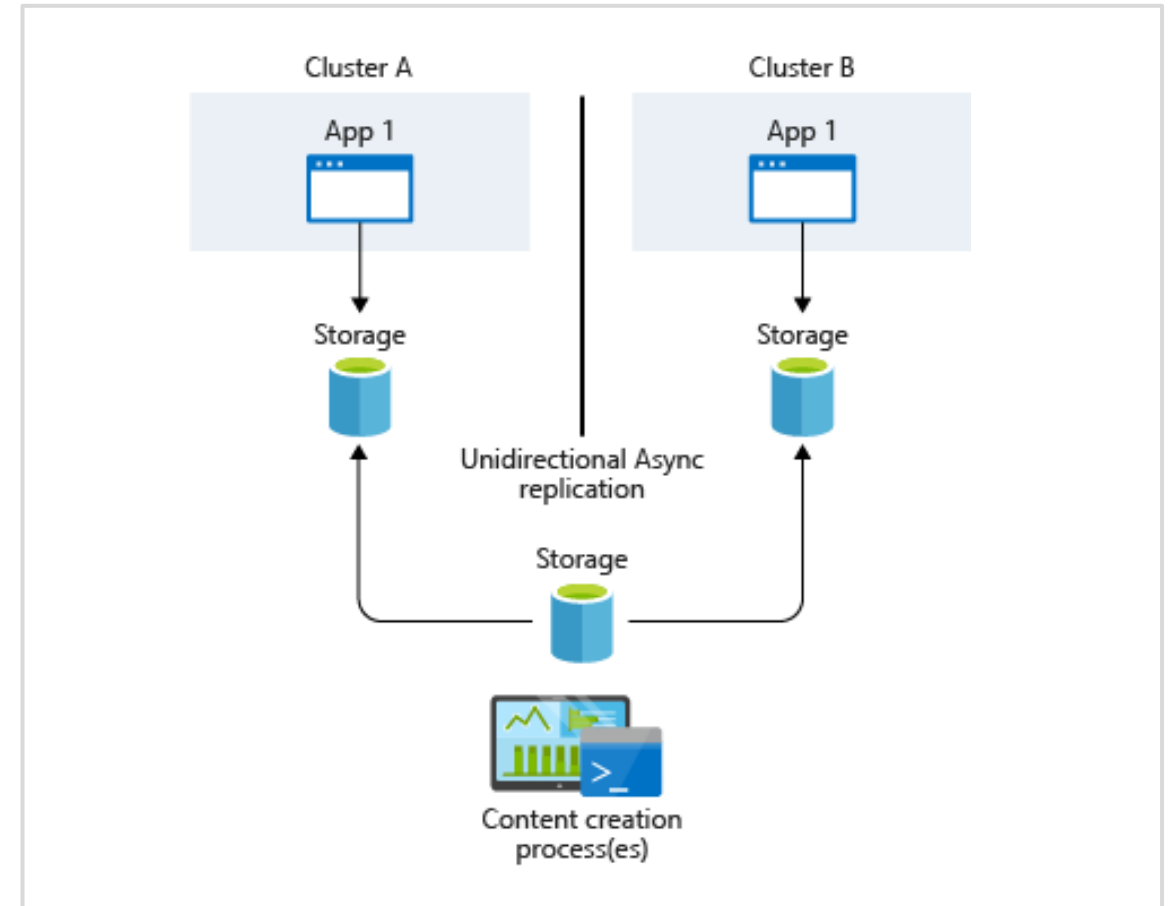 Cluster A
Cluster B
App 1
App 1
Storage
Storage
Unidirectional Async
replication
Storage
>_
Content creation
process(es)